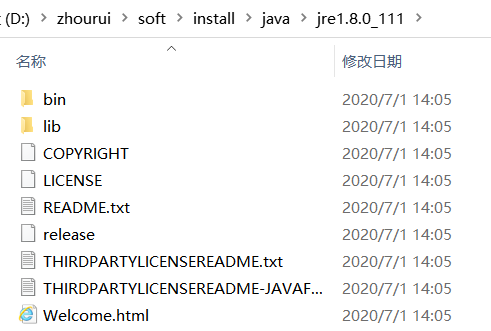 (D:) › zhourui › soft › install › java › jre1.8.0_111 ›
名称 修改日期
bin 2020/7/1 14:05
lib 2020/7/1 14:05
COPYRIGHT 2020/7/1 14:05
LICENSE 2020/7/1 14:05
README.txt 2020/7/1 14:05
release 2020/7/1 14:05
THIRDPARTYLICENSEREADME.txt 2020/7/1 14:05
THIRDPARTYLICENSEREADME-JAVAF... 2020/7/1 14:05
Welcome.html 2020/7/1 14:05